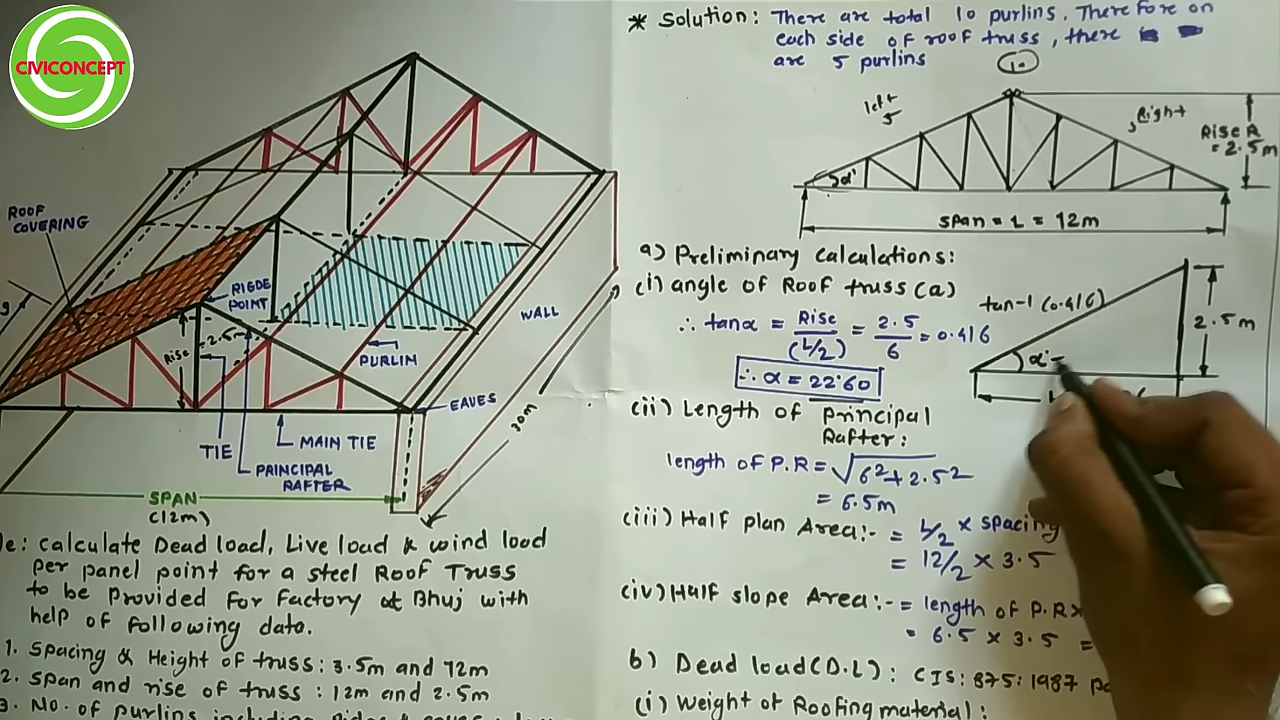 CIVICONCEPT
ROOF
COVERING
RIGDE
POINT
Rise
2.5m
WALL
PURLIN
EAVES
30m
TIE
MAIN TIE
PRINCIPAL
RAFTER
SPAN
(12m)
calculate Dead load, Live load & wind load
per panel point for a steel Roof Truss
to be provided for factory at Bhuj with
help of following data.
1. Spacing & Height of truss: 3.5m and 12m
2. Span and rise of truss : 12m and 2.5m
* Solution: There are total 10 purlins. Therefore on
each side of roof truss, there
are 5 purlins
10
left
5
Right
5
Rise R
= 2.5m
α'
span = L = 12m
a) Preliminary calculations:
(i) angle of Roof truss (a)
∴ tanα = Rise/(L/2) = 2.5/6 = 0.416
∴ α = 22.60
tan-1 (0.416)
2.5m
α' =
(ii) Length of Principal
Rafter:
length of P.R = √6²+2.5²
= 6.5m
(iii) Half plan Area:- = L/2 × spacing
= 12/2 × 3.5
(iv) Half slope Area:- = length of P.R ×
= 6.5 × 3.5 =
b) Dead load (D.L): (IS: 875: 1987
(i) Weight of Roofing material: